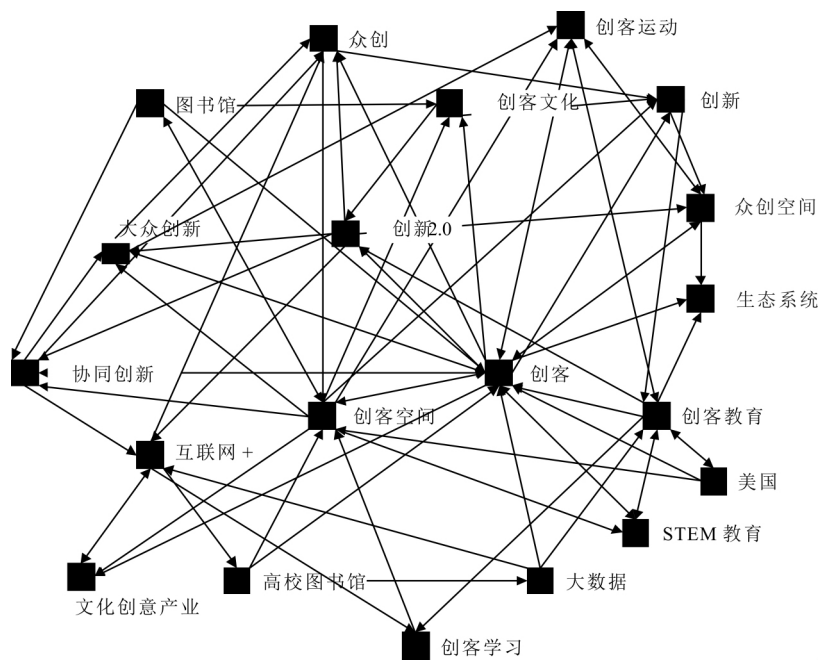 创客运动
众创
创新
图书馆
创客文化
众创空间
大众创新
创新2.0
生态系统
协同创新
创客
创客空间
创客教育
互联网+
美国
STEM 教育
高校图书馆
大数据
文化创意产业
创客学习